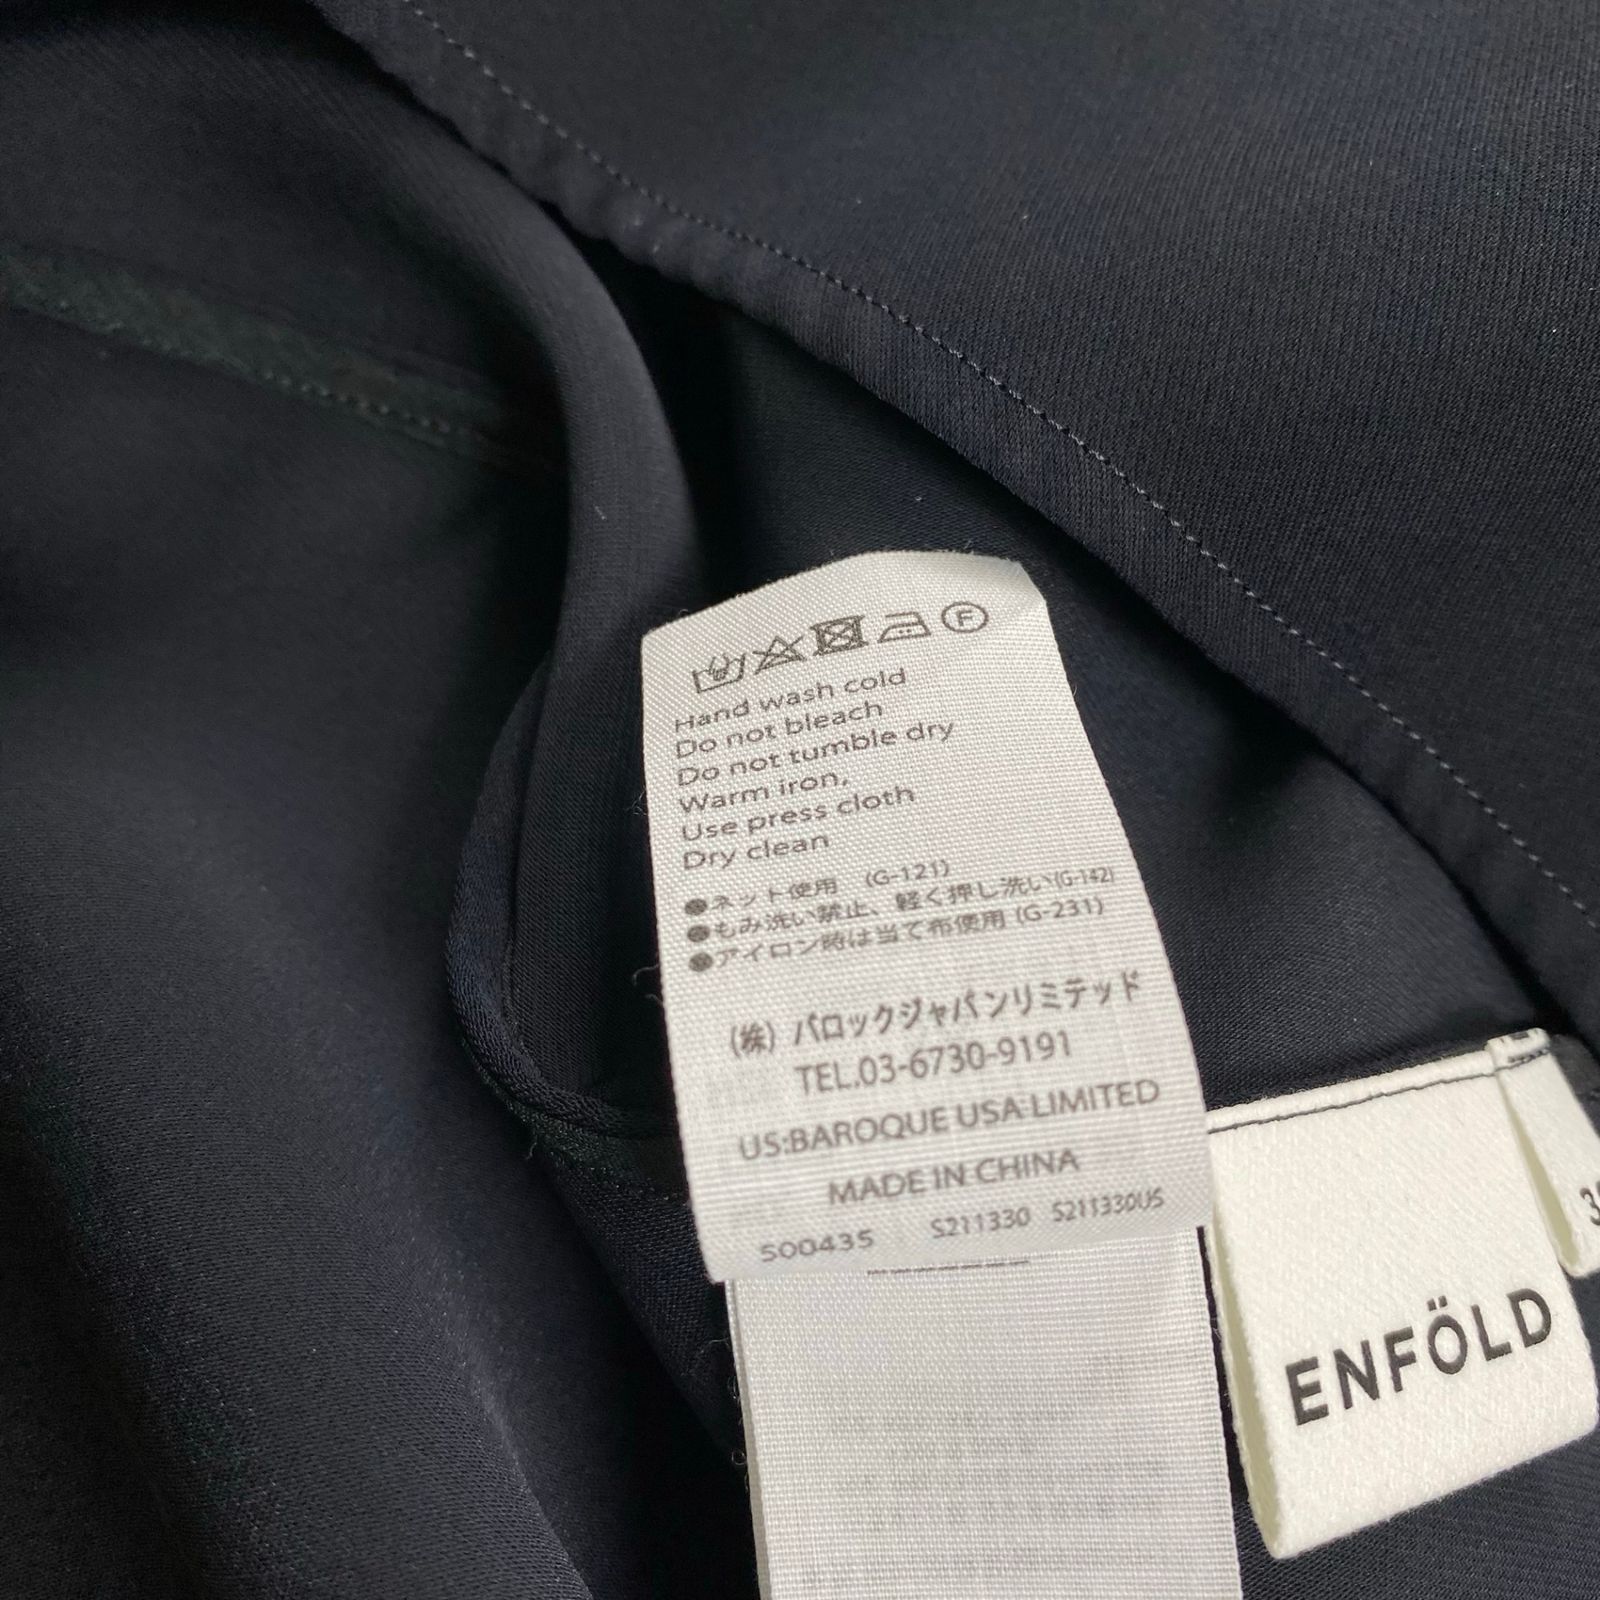 F
Hand wash cold
Do not bleach
Do not tumble dry
Warm iron,
Use press cloth
Dry clean
●ネット使用 (G-121)
●もみ洗い禁止、軽く押し洗い(G-142)
●アイロン時は当て布使用 (G-231)
(株) バロックジャパンリミテッド
TEL.03-6730-9191
US:BAROQUE USA LIMITED
MADE IN CHINA
500435 S211330 S211330US
ENFÖLD